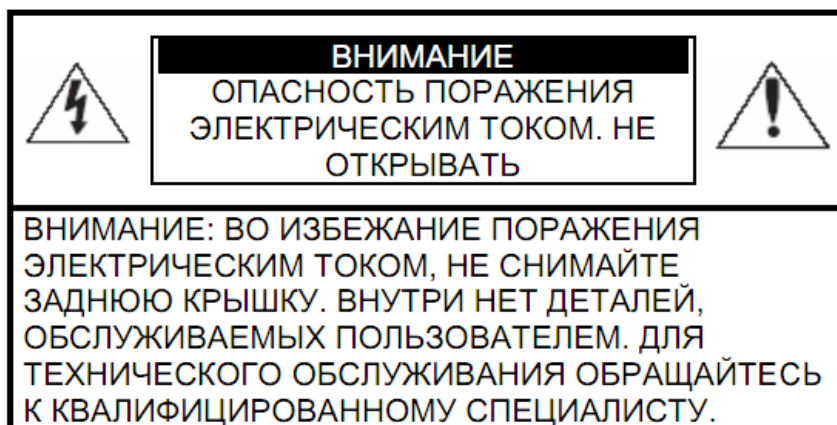 ВНИМАНИЕ
ОПАСНОСТЬ ПОРАЖЕНИЯ
ЭЛЕКТРИЧЕСКИМ ТОКОМ. НЕ
ОТКРЫВАТЬ
ВНИМАНИЕ: ВО ИЗБЕЖАНИЕ ПОРАЖЕНИЯ
ЭЛЕКТРИЧЕСКИМ ТОКОМ, НЕ СНИМАЙТЕ
ЗАДНЮЮ КРЫШКУ. ВНУТРИ НЕТ ДЕТАЛЕЙ,
ОБСЛУЖИВАЕМЫХ ПОЛЬЗОВАТЕЛЕМ. ДЛЯ
ТЕХНИЧЕСКОГО ОБСЛУЖИВАНИЯ ОБРАЩАЙТЕСЬ
К КВАЛИФИЦИРОВАННОМУ СПЕЦИАЛИСТУ.